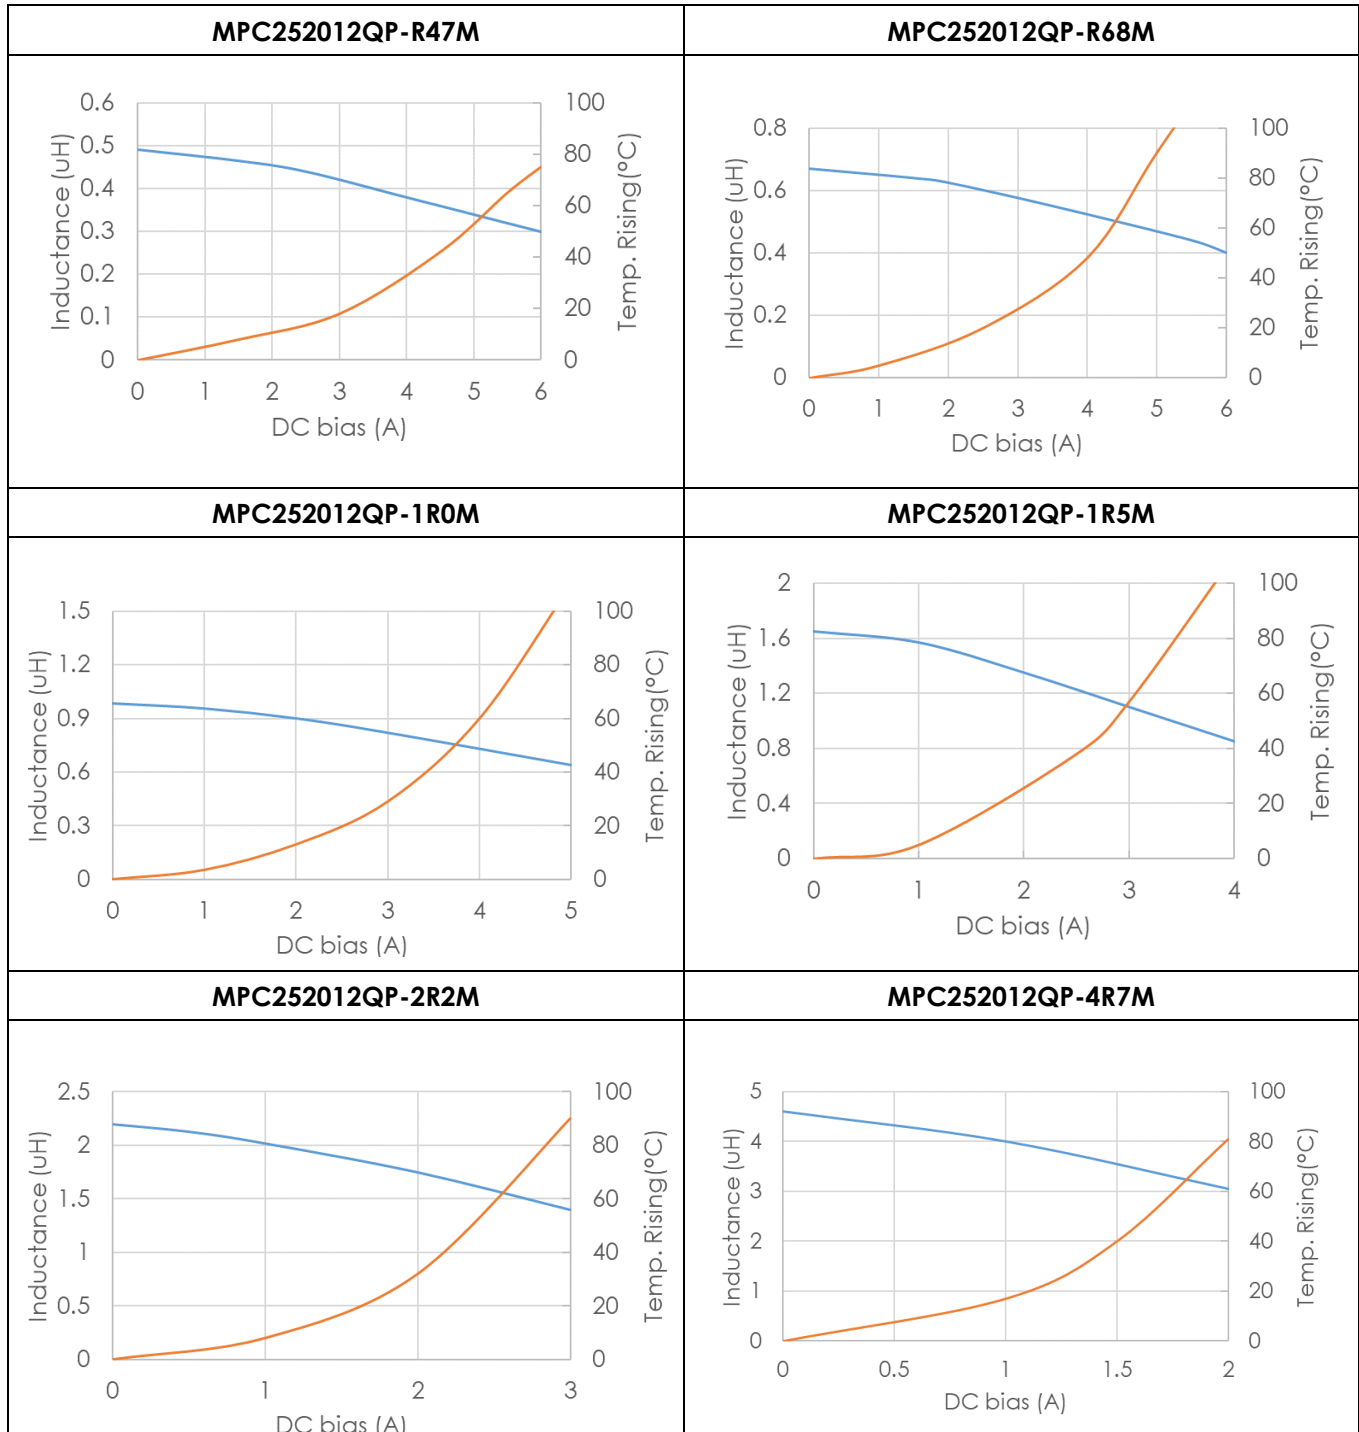 MPC252012QP-R47M
MPC252012QP-R68M
Inductance (uH)
0.6
0.5
0.4
0.3
0.2
0.1
0
100
80
60
40
20
0
Temp. Rising(°C)
0 1 2 3 4 5 6
DC bias (A)
Inductance (uH)
0.8
0.6
0.4
0.2
0
100
80
60
40
20
0
Temp. Rising(°C)
0 1 2 3 4 5 6
DC bias (A)
MPC252012QP-1R0M
MPC252012QP-1R5M
Inductance (uH)
1.5
1.2
0.9
0.6
0.3
0
100
80
60
40
20
0
Temp. Rising(°C)
0 1 2 3 4 5
DC bias (A)
Inductance (uH)
2
1.6
1.2
0.8
0.4
0
100
80
60
40
20
0
Temp. Rising(°C)
0 1 2 3 4
DC bias (A)
MPC252012QP-2R2M
MPC252012QP-4R7M
Inductance (uH)
2.5
2
1.5
1
0.5
0
100
80
60
40
20
0
Temp. Rising(°C)
0 1 2 3
DC bias (A)
Inductance (uH)
5
4
3
2
1
0
100
80
60
40
20
0
Temp. Rising(°C)
0 0.5 1 1.5 2
DC bias (A)